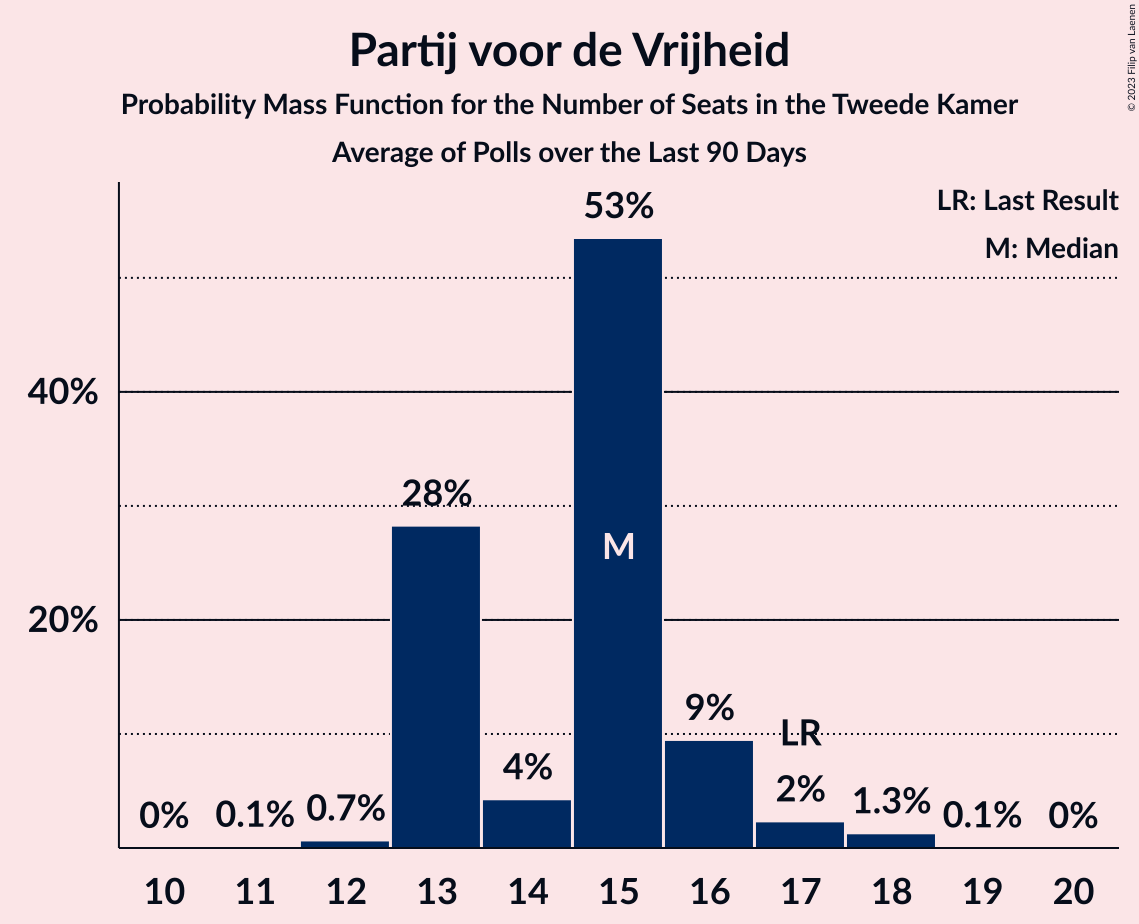 Partij voor de Vrijheid
Probability Mass Function for the Number of Seats in the Tweede Kamer
Average of Polls over the Last 90 Days
© 2023 Filip van Laenen
LR: Last Result
M: Median
53%
40%
28%
M
20%
9%
LR
4%
2%
1.3%
0.7%
0% 0.1% 0.1% 0%
10 11 12 13 14 15 16 17 18 19 20